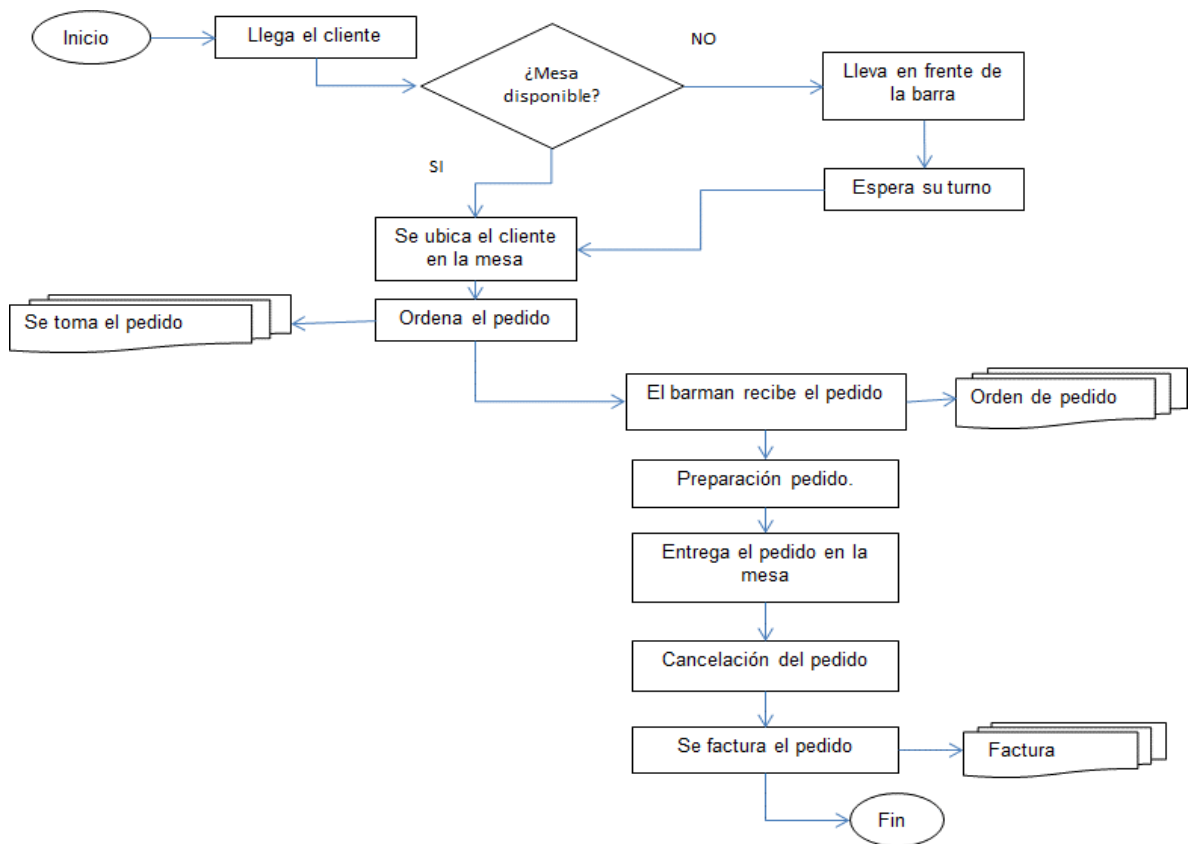 Inicio
Llega el cliente
NO
¿Mesa
disponible?
Lleva en frente de
la barra
SI
Espera su turno
Se ubica el cliente
en la mesa
Se toma el pedido
Ordena el pedido
El barman recibe el pedido
Orden de pedido
Preparación pedido.
Entrega el pedido en la
mesa
Cancelación del pedido
Se factura el pedido
Factura
Fin